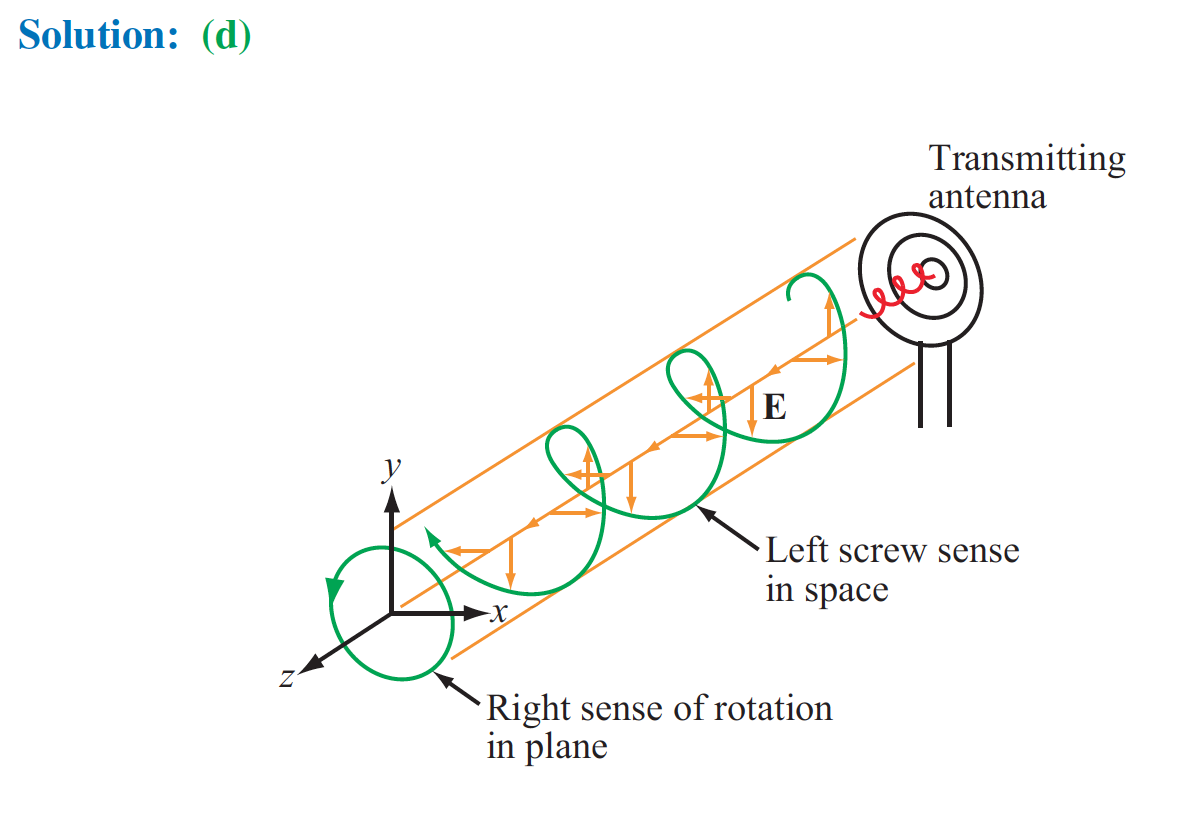 Solution: (d)
Transmitting
antenna
E
y
Left screw sense
in space
x
z
Right sense of rotation
in plane